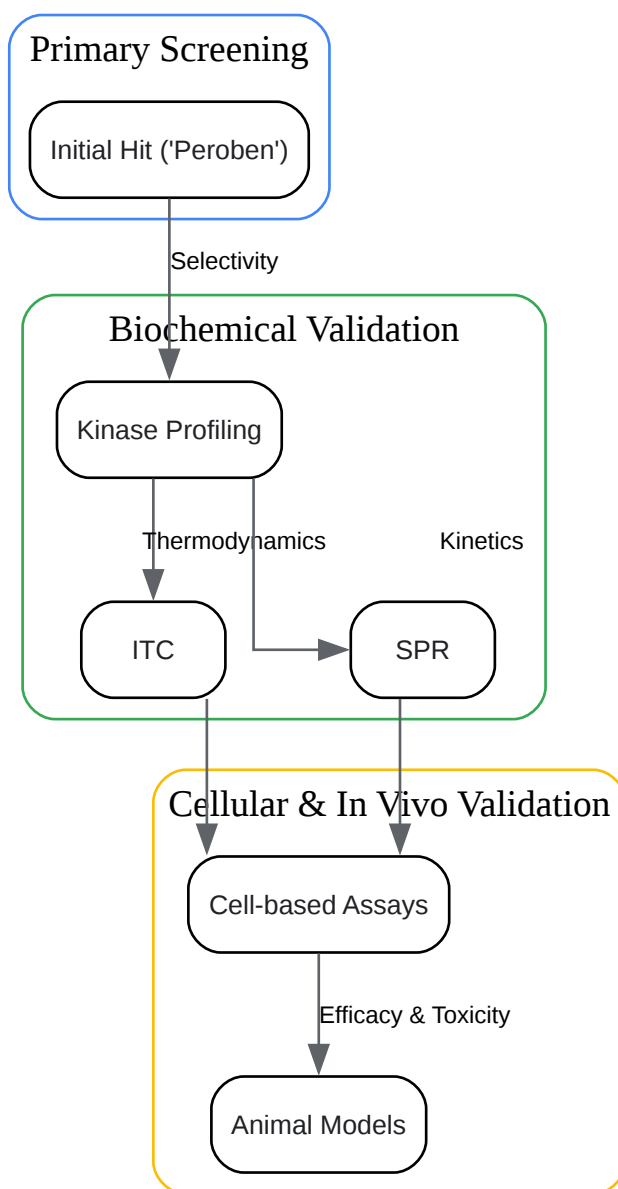 Primary Screening
Initial Hit ('Peroben')
Selectivity
Biochemical Validation
Kinase Profiling
Thermodynamics
Kinetics
ITC
SPR
Cellular & In Vivo Validation
Cell-based Assays
Efficacy & Toxicity
Animal Models